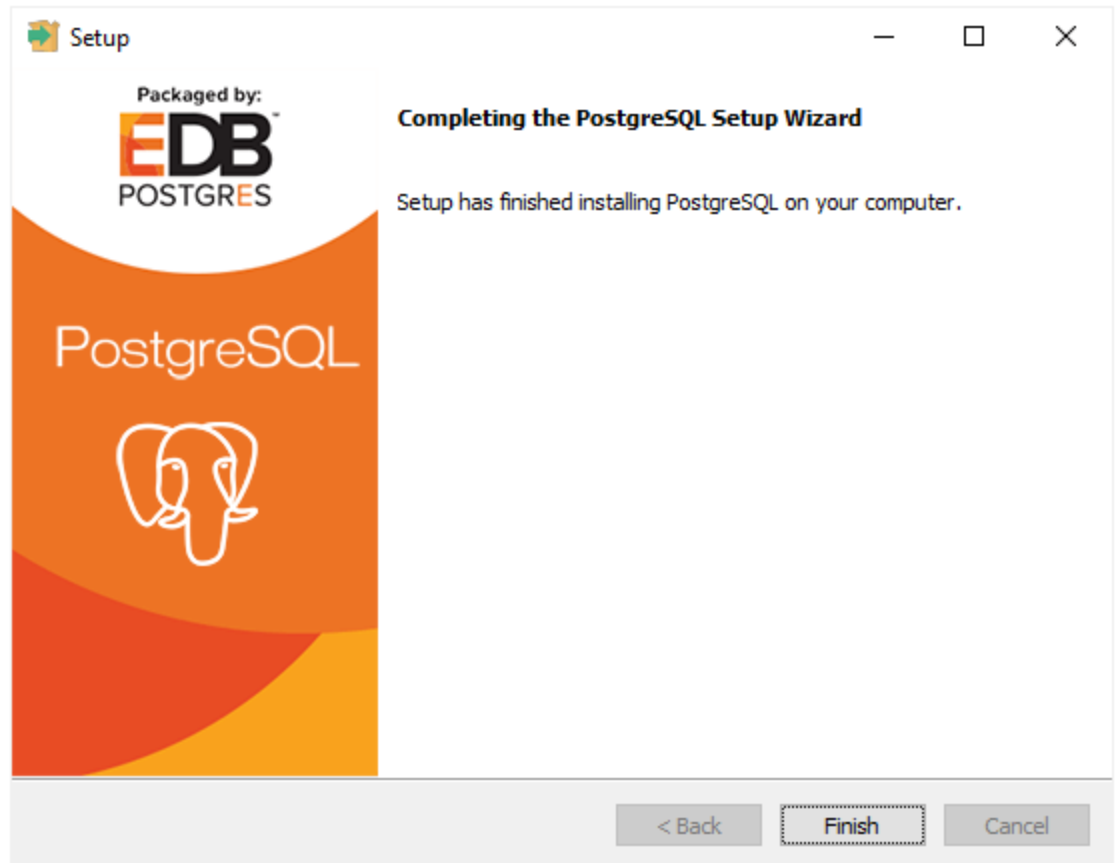 Setup
Packaged by:
EDB™
POSTGRES
PostgreSQL
Completing the PostgreSQL Setup Wizard
Setup has finished installing PostgreSQL on your computer.
< Back
Finish
Cancel